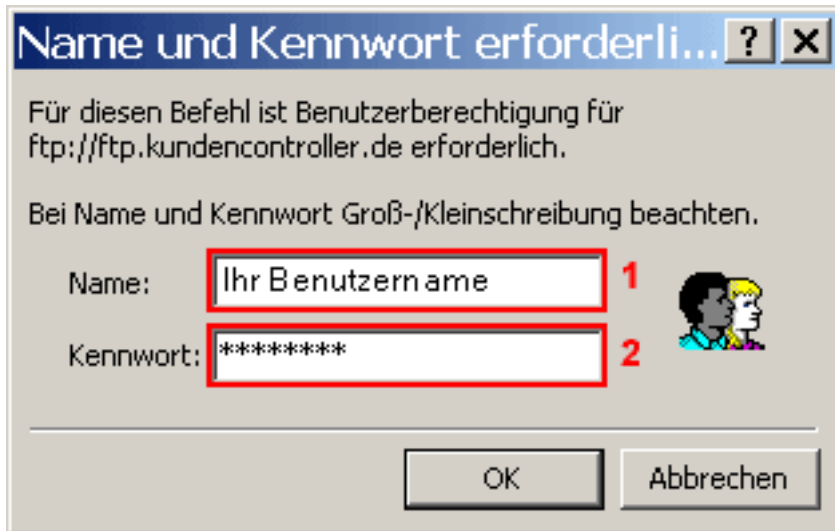 Name und Kennwort erforderli...
Für diesen Befehl ist Benutzerberechtigung für
ftp://ftp.kundencontroller.de erforderlich.
Bei Name und Kennwort Groß-/Kleinschreibung beachten.
Name: Ihr Benutzername 1
Kennwort: ******** 2
OK Abbrechen